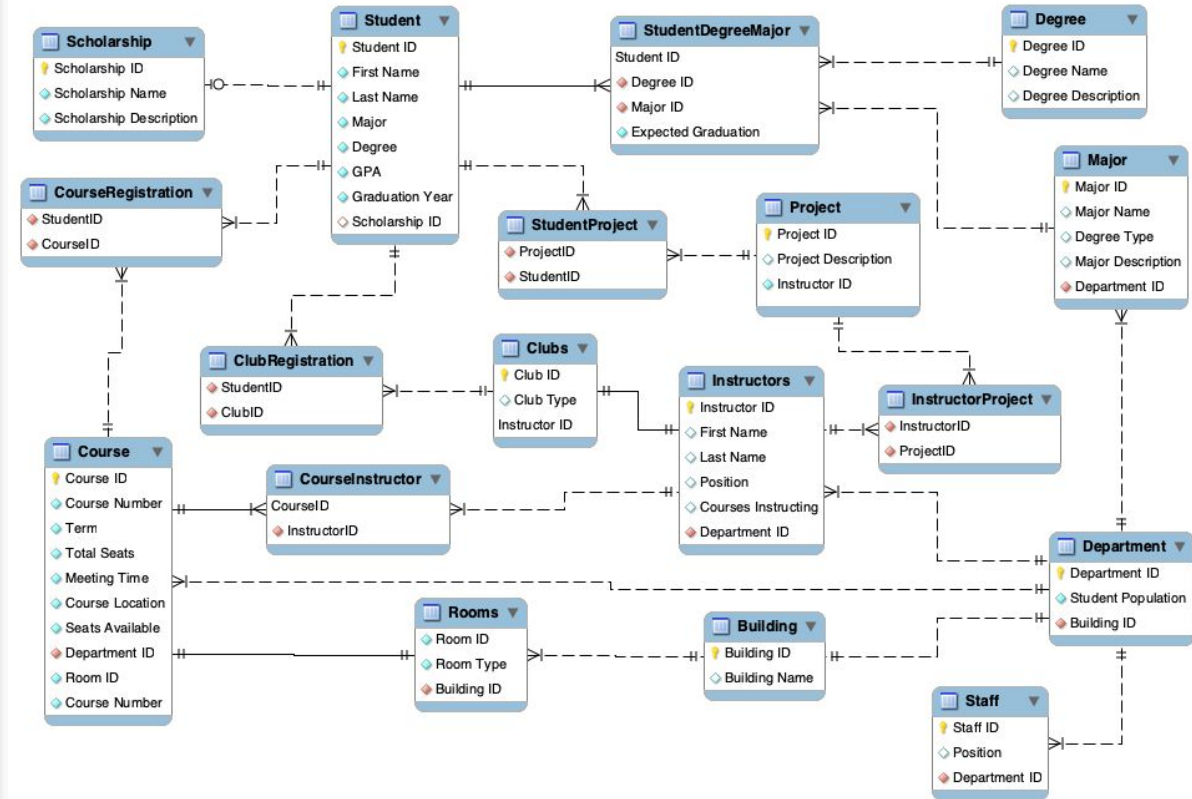 Scholarship
Scholarship ID
Scholarship Name
Scholarship Description
Student
Student ID
First Name
Last Name
Major
Degree
GPA
Graduation Year
Scholarship ID
StudentDegreeMajor
Student ID
Degree ID
Major ID
Expected Graduation
Degree
Degree ID
Degree Name
Degree Description
CourseRegistration
StudentID
CourseID
StudentProject
ProjectID
StudentID
Project
Project ID
Project Description
Instructor ID
Major
Major ID
Major Name
Degree Type
Major Description
Department ID
ClubRegistration
StudentID
ClubID
Clubs
Club ID
Club Type
Instructor ID
Instructors
Instructor ID
First Name
Last Name
Position
Courses Instructing
Department ID
InstructorProject
InstructorID
ProjectID
Course
Course ID
Course Number
Term
Total Seats
Meeting Time
Course Location
Seats Available
Department ID
Room ID
Course Number
CourseInstructor
CourseID
InstructorID
Department
Department ID
Student Population
Building ID
Rooms
Room ID
Room Type
Building ID
Building
Building ID
Building Name
Staff
Staff ID
Position
Department ID